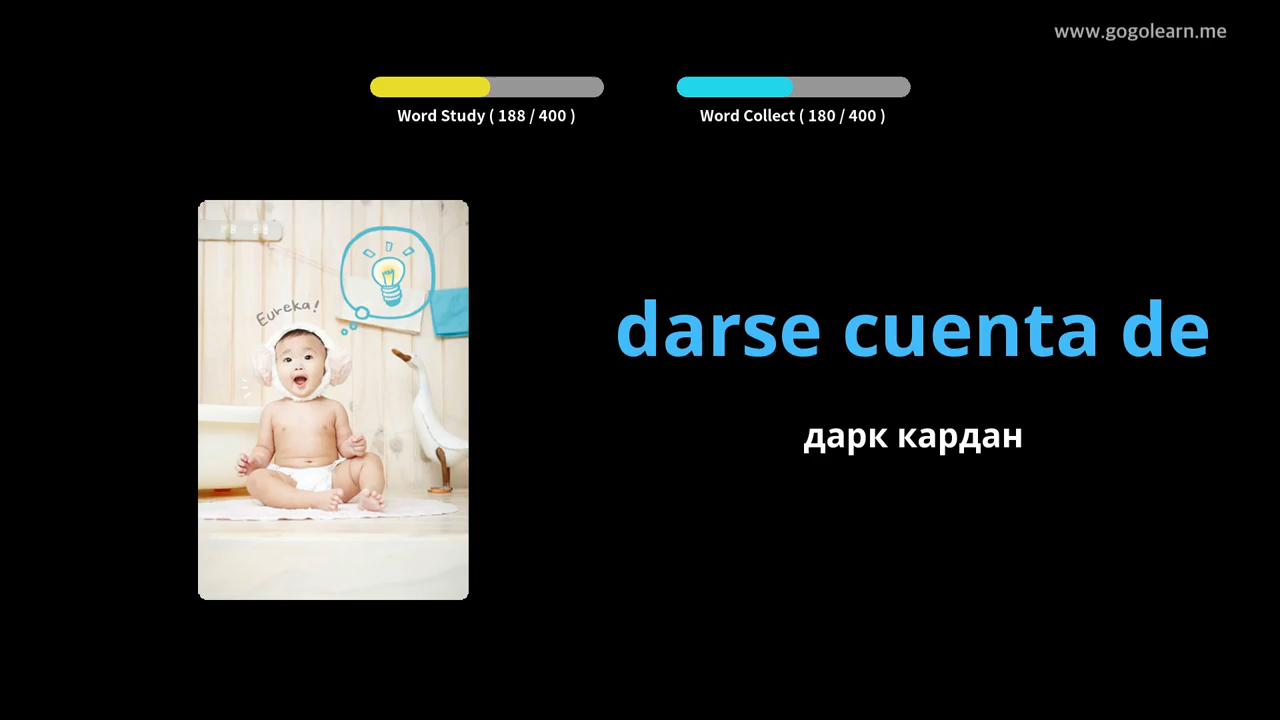 www.gogolearn.me
Word Study ( 188 / 400 )
Word Collect ( 180 / 400 )
Eureka!
darse cuenta de
дарк кардан